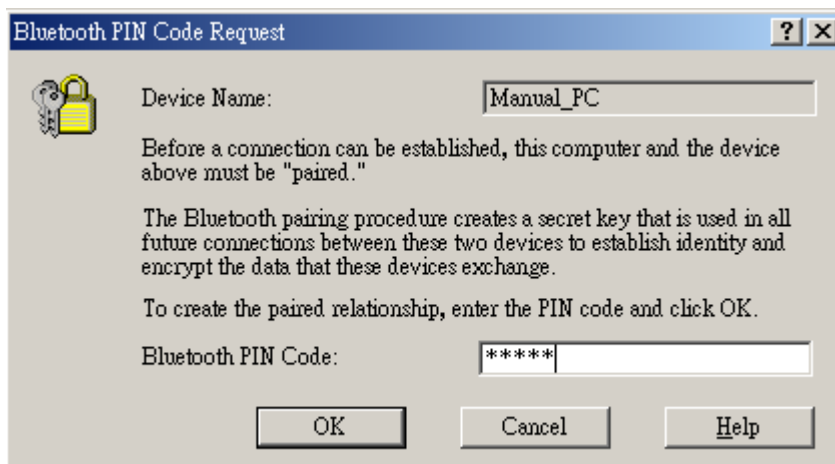 Bluetooth PIN Code Request
Device Name: Manual_PC
Before a connection can be established, this computer and the device
above must be "paired."
The Bluetooth pairing procedure creates a secret key that is used in all
future connections between these two devices to establish identity and
encrypt the data that these devices exchange.
To create the paired relationship, enter the PIN code and click OK.
Bluetooth PIN Code: *****
OK Cancel Help